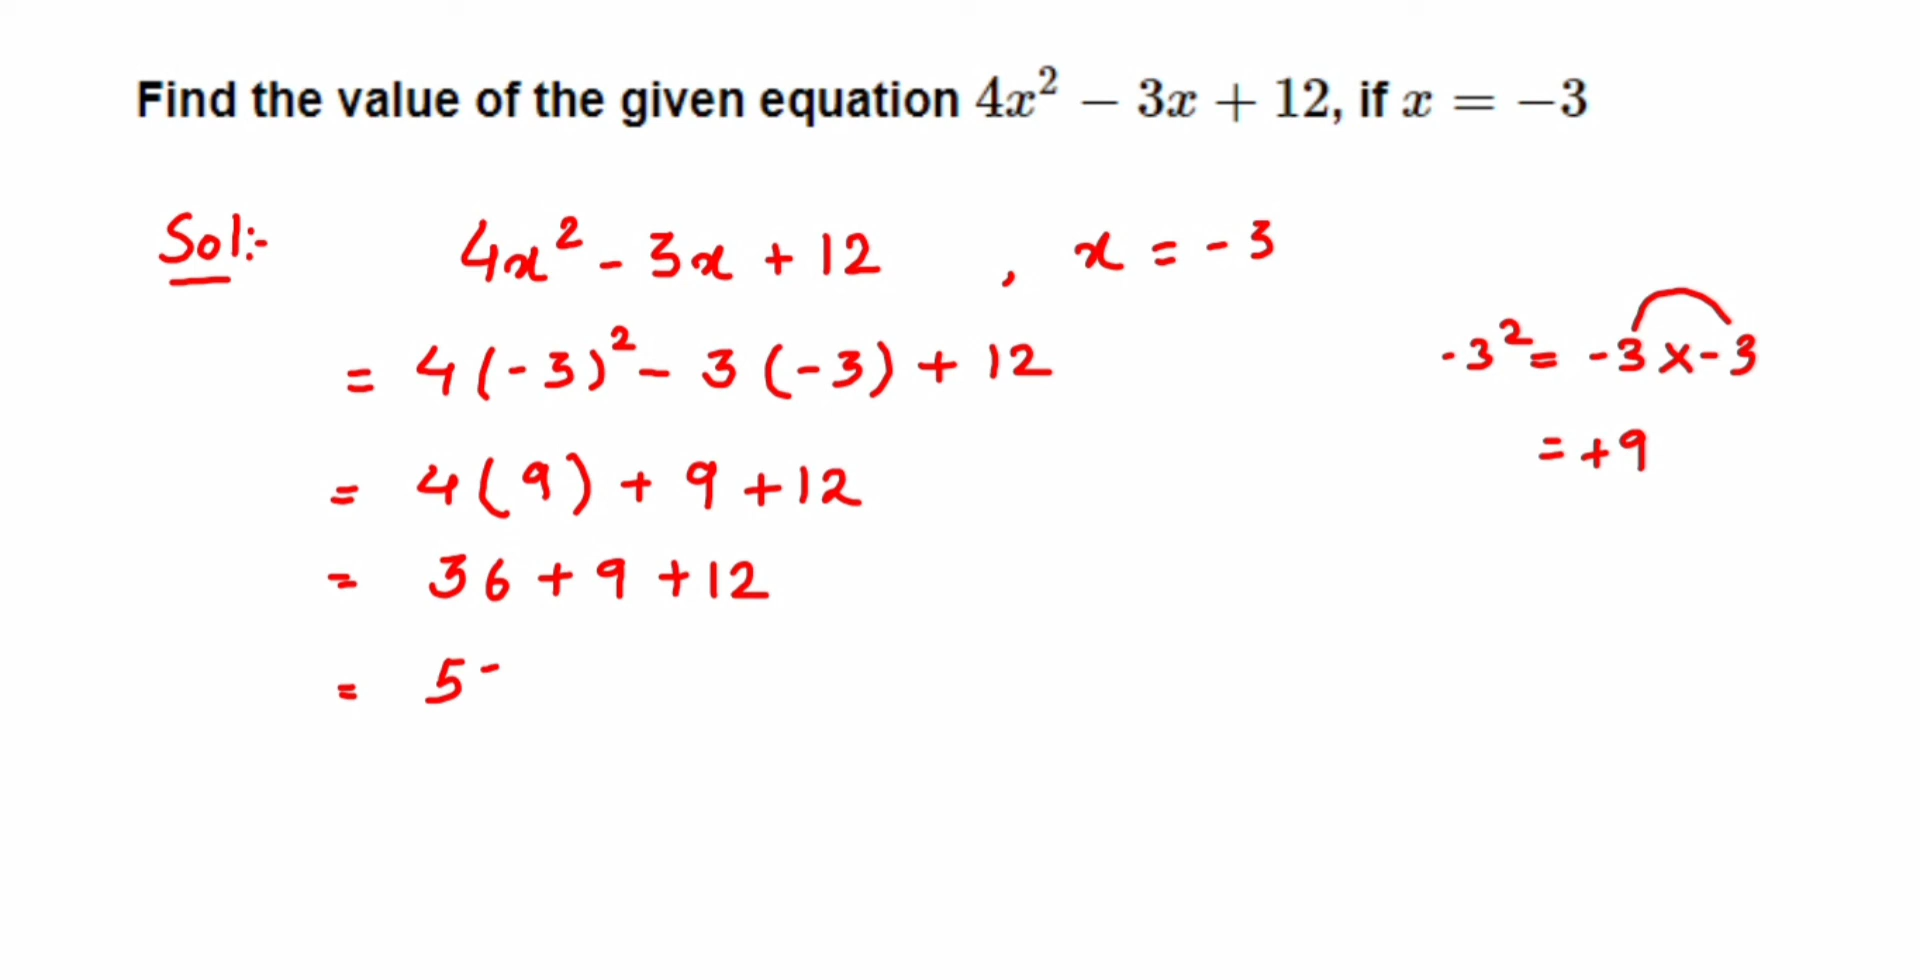 Find the value of the given equation 4x² − 3x + 12, if x = −3
Sol:-
4x² - 3x + 12 , x = -3
= 4(-3)² - 3(-3) + 12
-3² = -3 x -3
= +9
= 4(9) + 9 + 12
= 36 + 9 + 12
= 5